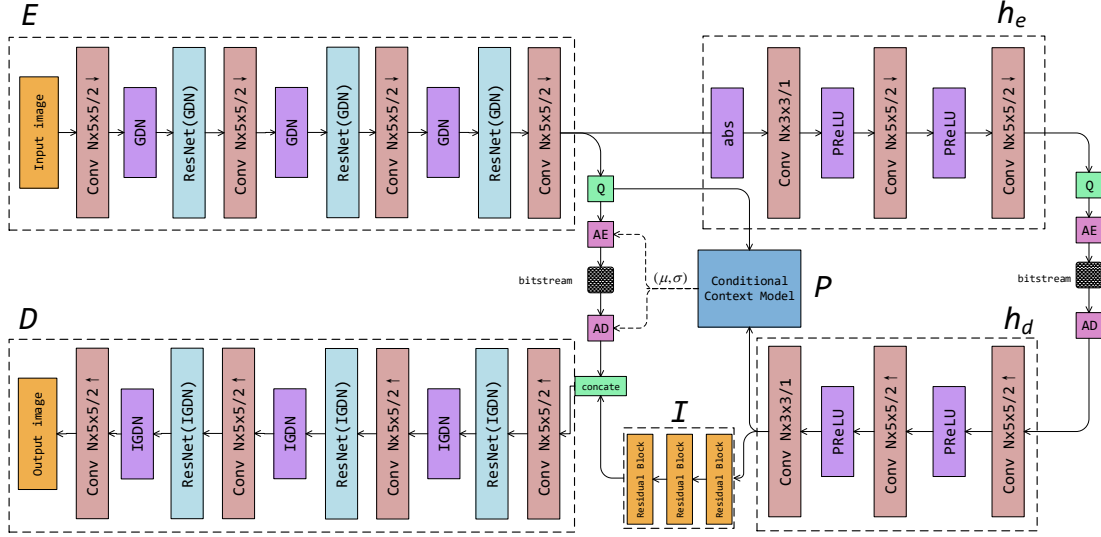 E
Input image
Conv Nx5x5/2↓
GDN
ResNet(GDN)
Conv Nx5x5/2↓
GDN
ResNet(GDN)
Conv Nx5x5/2↓
GDN
ResNet(GDN)
Conv Nx5x5/2↓
h_e
abs
Conv Nx3x3/1
PReLU
Conv Nx5x5/2↓
PReLU
Conv Nx5x5/2↓
Q
AE
bitstream
AD
(μ,σ)
Conditional
Context Model
P
Q
AE
bitstream
AD
D
Output image
Conv Nx5x5/2↑
IGDN
ResNet(IGDN)
Conv Nx5x5/2↑
IGDN
ResNet(IGDN)
Conv Nx5x5/2↑
IGDN
ResNet(IGDN)
Conv Nx5x5/2↑
concate
I
Residual Block
Residual Block
Residual Block
h_d
Conv Nx3x3/1
PReLU
Conv Nx5x5/2↑
PReLU
Conv Nx5x5/2↑